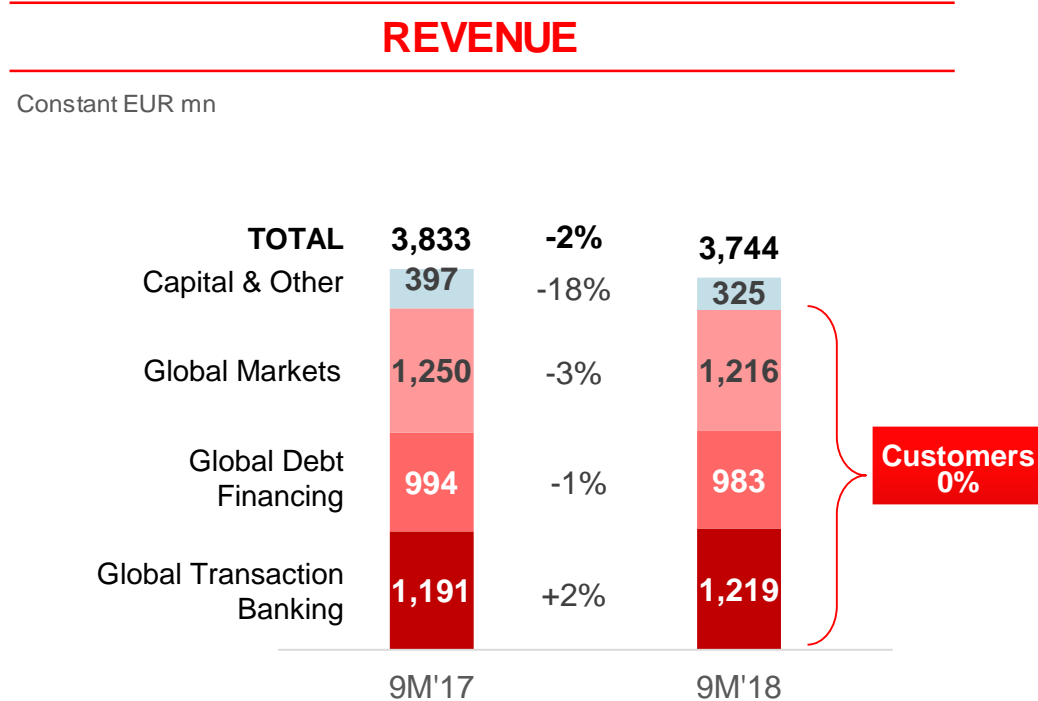 REVENUE
Constant EUR mn
TOTAL 3,833 -2% 3,744
Capital & Other 397 -18% 325
Global Markets 1,250 -3% 1,216
Global Debt
Financing 994 -1% 983
Customers
0%
Global Transaction
Banking 1,191 +2% 1,219
9M'17 9M'18